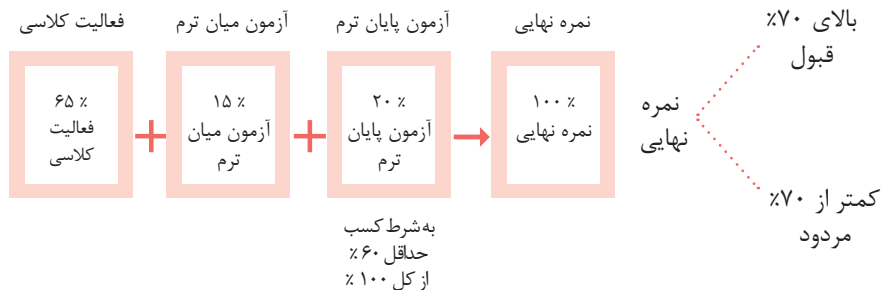 فعالیت کلاسی
آزمون میان ترم
آزمون پایان ترم
نمره نهایی
۶۵ %
فعالیت
کلاسی
+
۱۵ %
آزمون میان
ترم
+
۲۰ %
آزمون پایان
ترم
۱۰۰ %
نمره نهایی
به شرط کسب
حداقل ۶۰ %
از کل ۱۰۰ %
نمره
نهایی
بالای ۷۰%
قبول
کمتر از ۷۰%
مردود